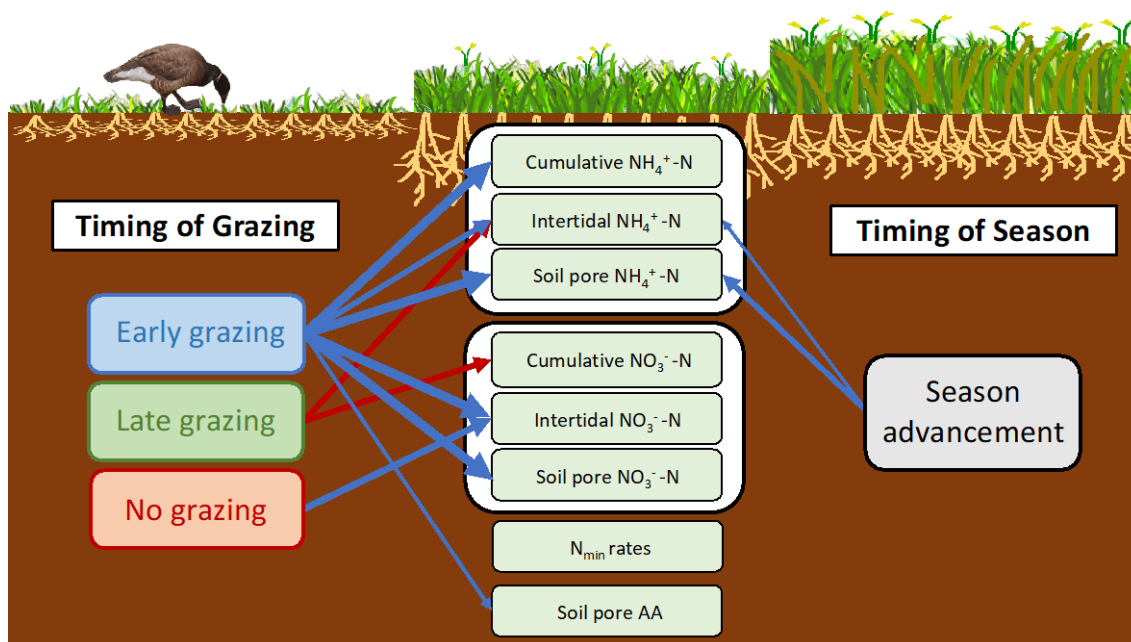 Cumulative NH₄⁺-N
Intertidal NH₄⁺-N
Soil pore NH₄⁺-N
Timing of Grazing
Timing of Season
Early grazing
Late grazing
No grazing
Cumulative NO₃⁻-N
Intertidal NO₃⁻-N
Soil pore NO₃⁻-N
Season
advancement
Nₘᵢₙ rates
Soil pore AA